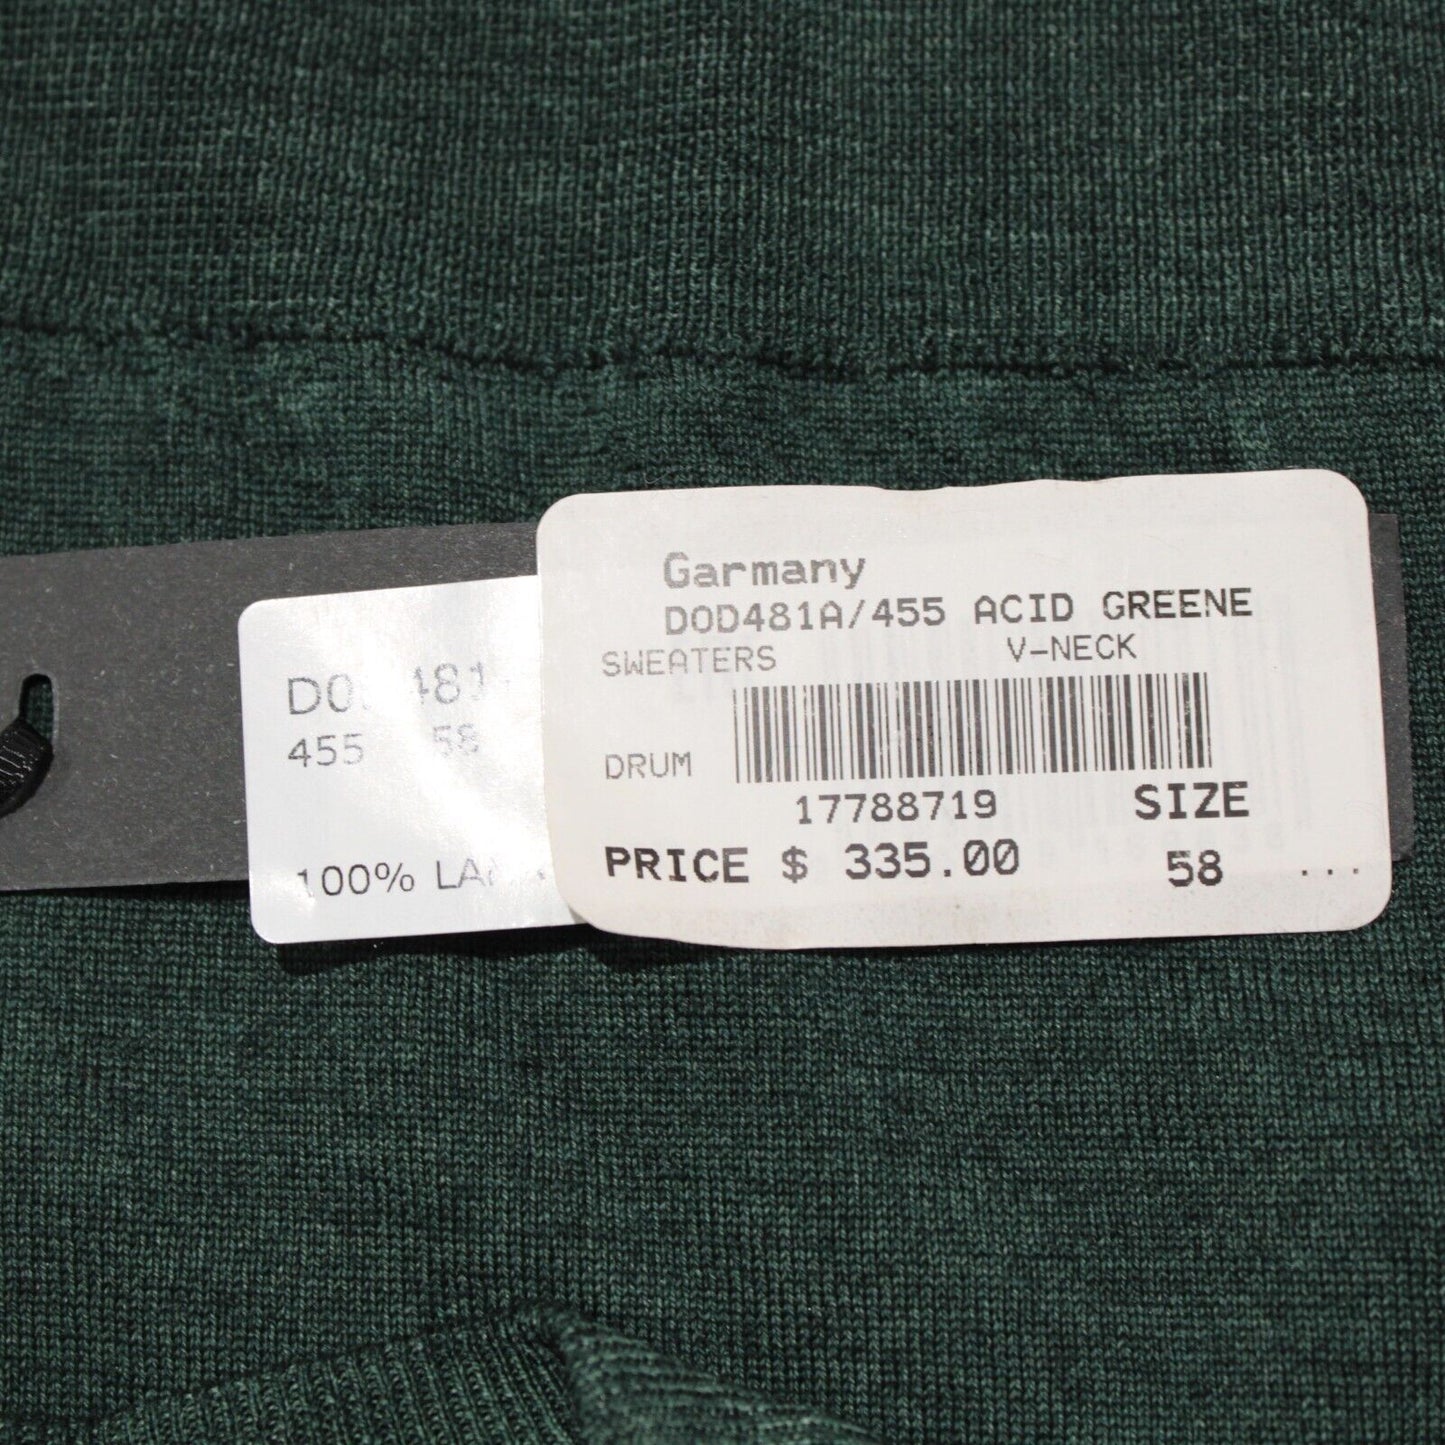 Garmany
DOD481A/455 ACID GREENE
SWEATERS V-NECK
DRUM
17788719 SIZE
PRICE $ 335.00 58 ...
455 58
100%